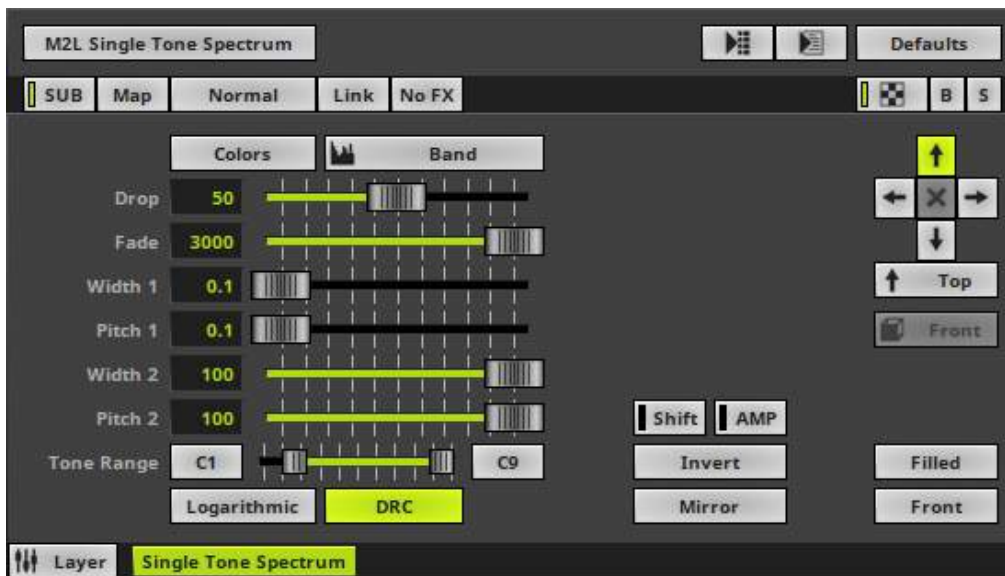 M2L Single Tone Spectrum Defaults
SUB Map Normal Link No FX B S
Colors Band
Drop 50
Fade 3000
Width 1 0.1 Top
Pitch 1 0.1 Front
Width 2 100
Pitch 2 100 Shift AMP
Tone Range C1 C9 Invert Filled
Logarithmic DRC Mirror Front
Layer Single Tone Spectrum